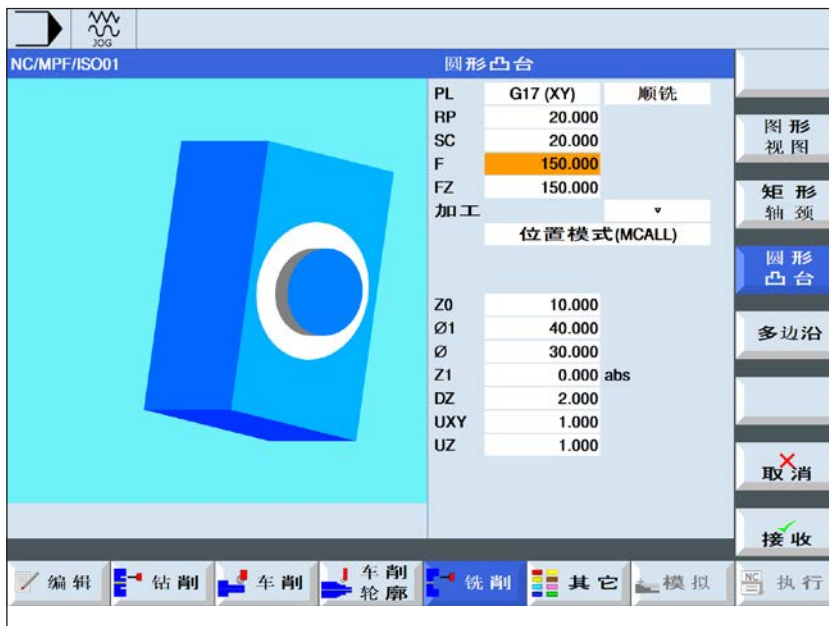 JOG
NC/MPF/ISO01
圆形凸台
PL G17 (XY) 顺铣
RP 20.000
SC 20.000
F 150.000
FZ 150.000
加工 ▿
位置模式(MCALL)
Z0 10.000
Ø1 40.000
Ø 30.000
Z1 0.000 abs
DZ 2.000
UXY 1.000
UZ 1.000
图形
视图
矩形
轴颈
圆形
凸台
多边沿
取消
接收
编辑
钻削
车削
车削
轮廓
铣削
其它
模拟
NC
执行